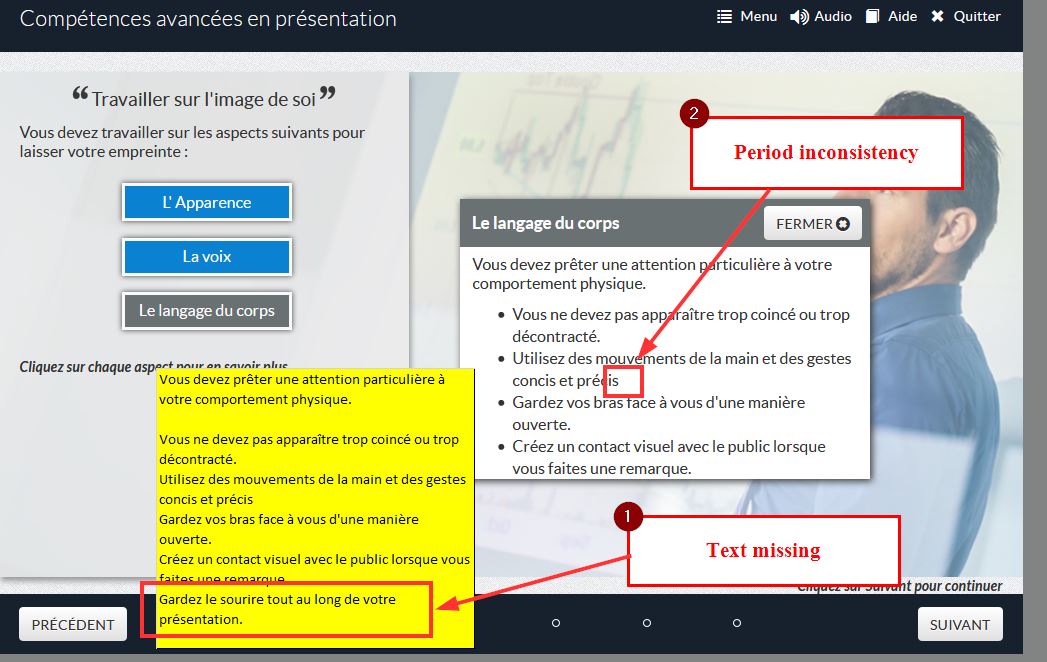 Compétences avancées en présentation
Menu
Audio
Aide
Quitter
“ Travailler sur l'image de soi ”
Vous devez travailler sur les aspects suivants pour
laisser votre empreinte :
L' Apparence
La voix
Le langage du corps
Cliquez sur chaque aspect pour en savoir plus
2
Period inconsistency
Le langage du corps
FERMER
Vous devez prêter une attention particulière à votre
comportement physique.
• Vous ne devez pas apparaître trop coincé ou trop
décontracté.
• Utilisez des mouvements de la main et des gestes
concis et précis
• Gardez vos bras face à vous d'une manière
ouverte.
• Créez un contact visuel avec le public lorsque
vous faites une remarque.
Vous devez prêter une attention particulière à
votre comportement physique.
Vous ne devez pas apparaître trop coincé ou trop
décontracté.
Utilisez des mouvements de la main et des gestes
concis et précis
Gardez vos bras face à vous d'une manière
ouverte.
Créez un contact visuel avec le public lorsque vous
faites une remarque
Gardez le sourire tout au long de votre
présentation.
1
Text missing
Cliquez sur Suivant pour continuer
PRÉCÉDENT
SUIVANT